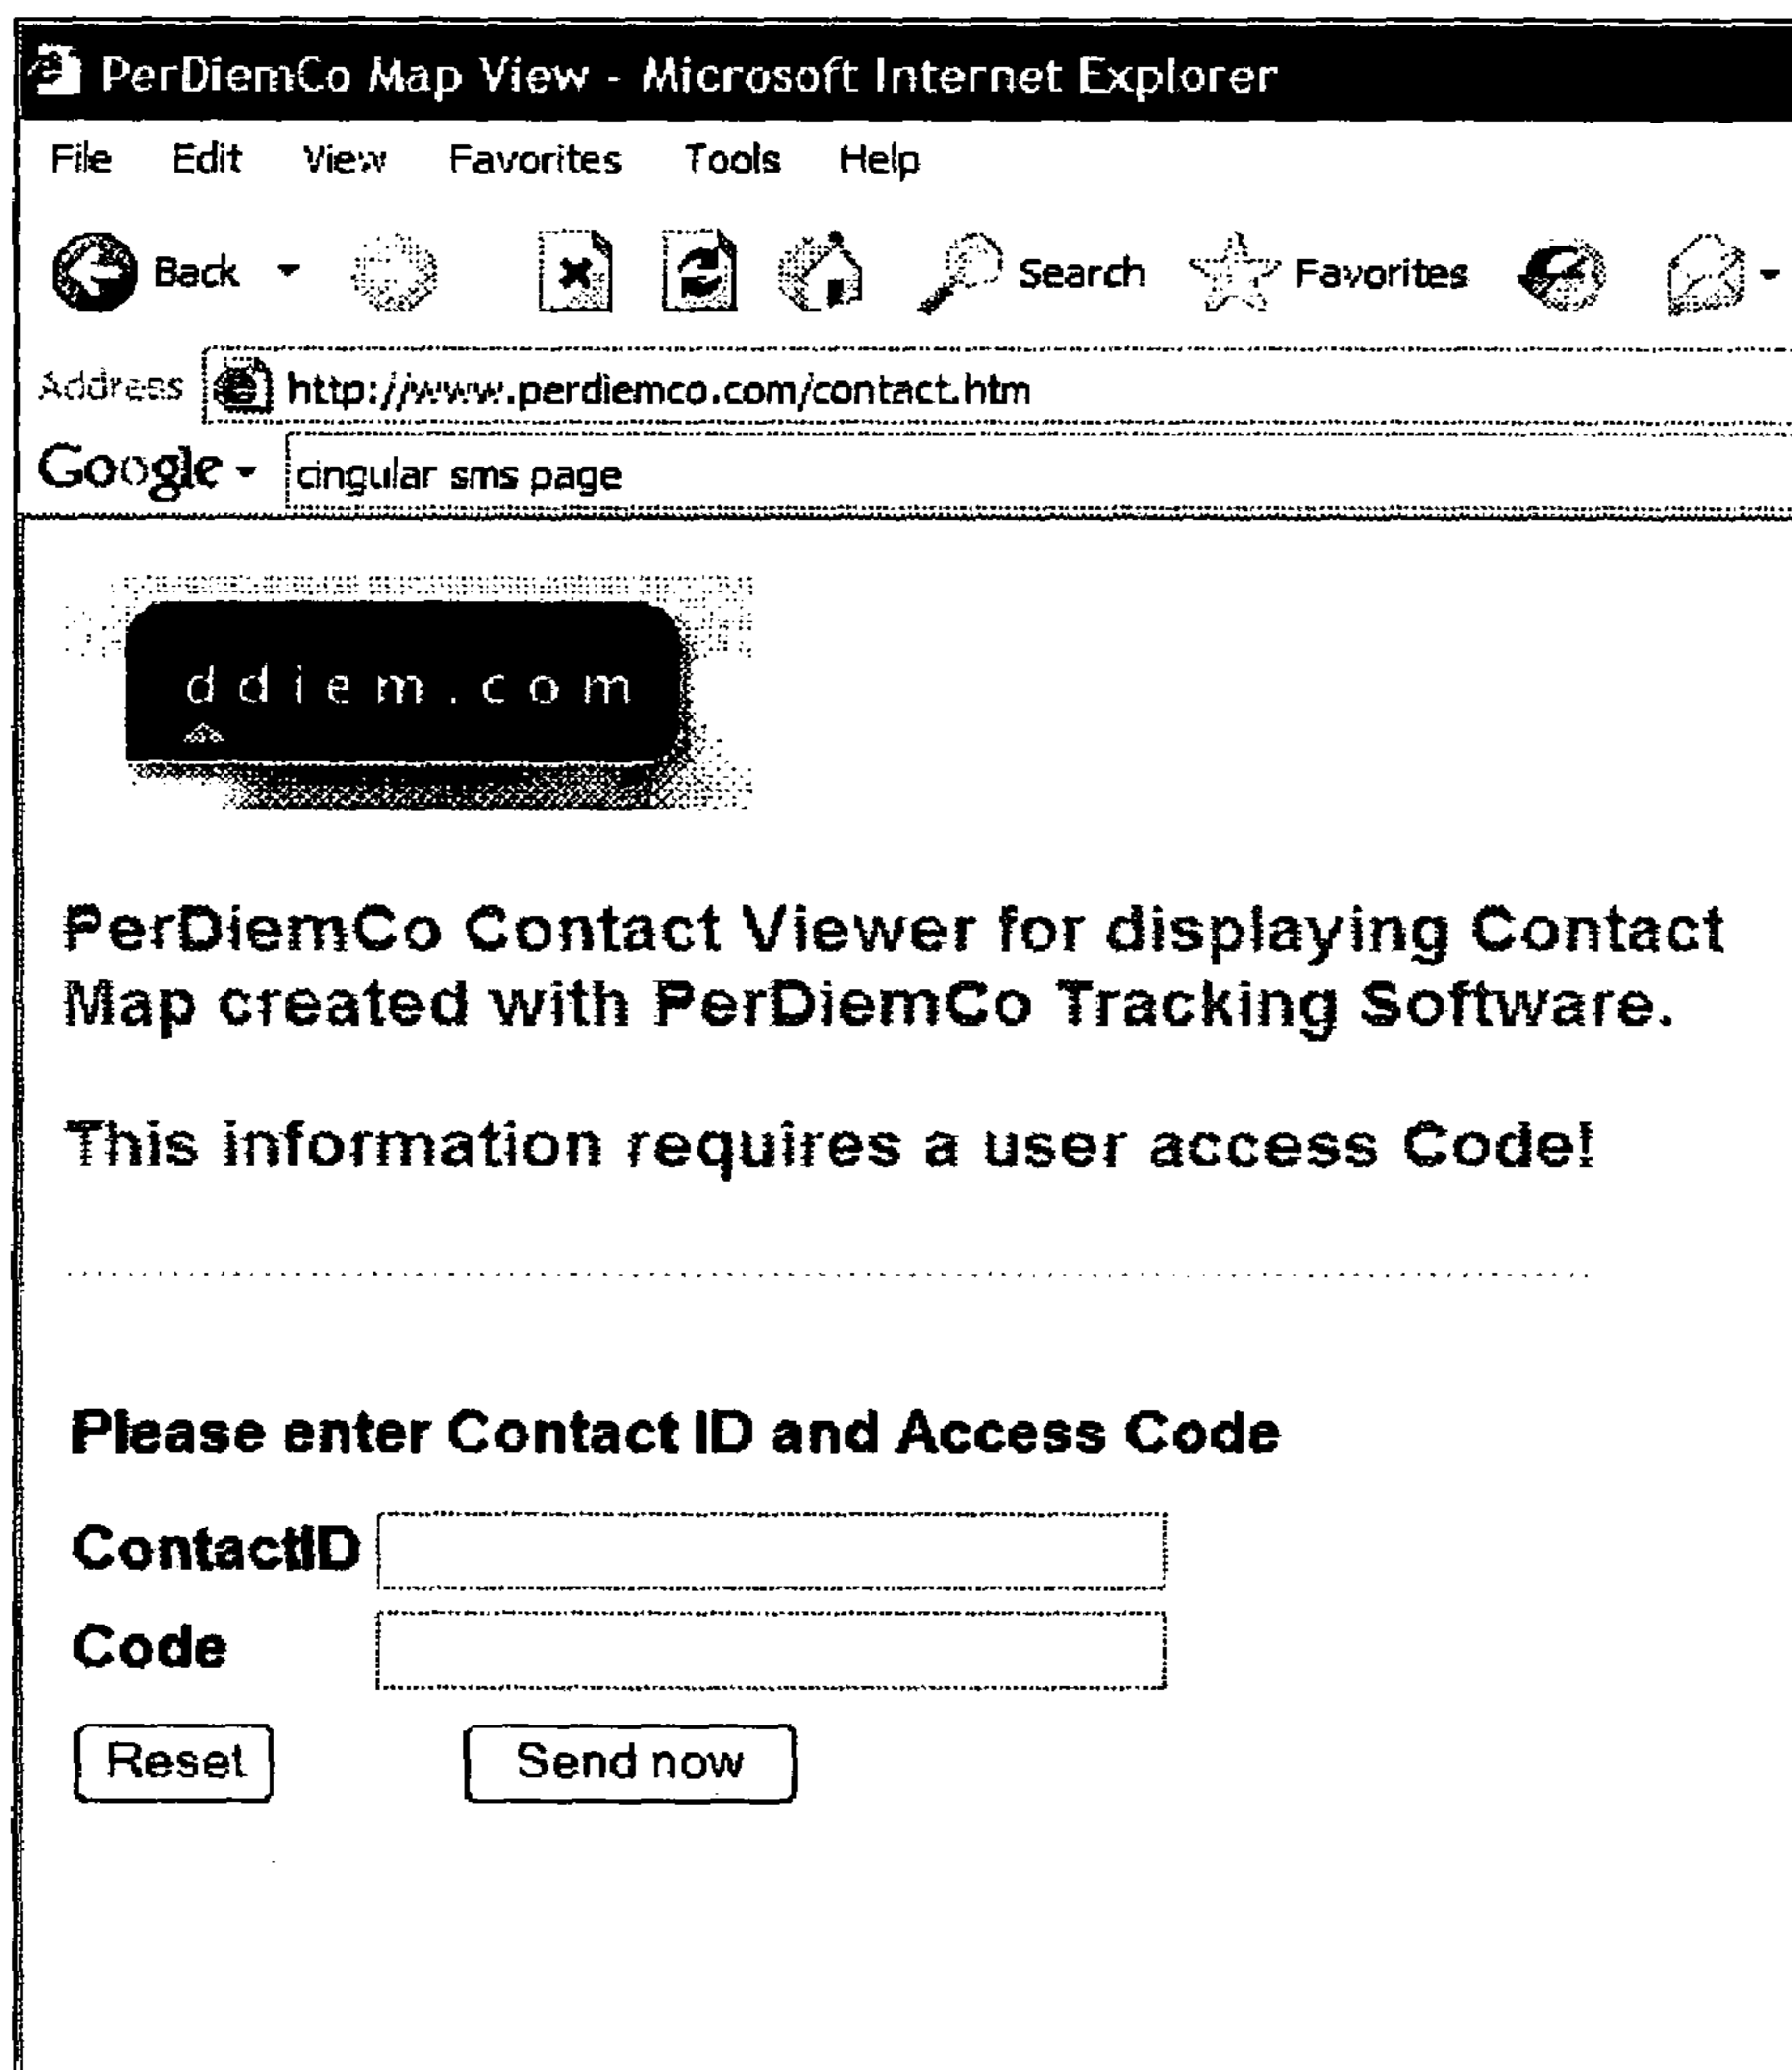 PerDiemCo Map View - Microsoft Internet Explorer
File Edit View Favorites Tools Help
Back Search Favorites
Address http://www.perdiemco.com/contact.htm
Google cingular sms page
ddiem.com
PerDiemCo Contact Viewer for displaying Contact
Map created with PerDiemCo Tracking Software.
This information requires a user access Code!
Please enter Contact ID and Access Code
ContactID
Code
Reset Send now